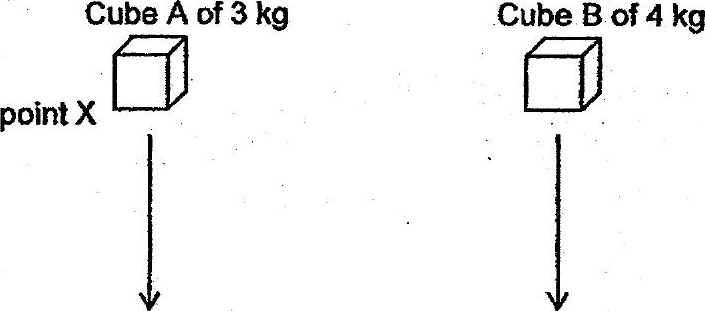 Cube A of 3 kg
Cube B of 4 kg
point X